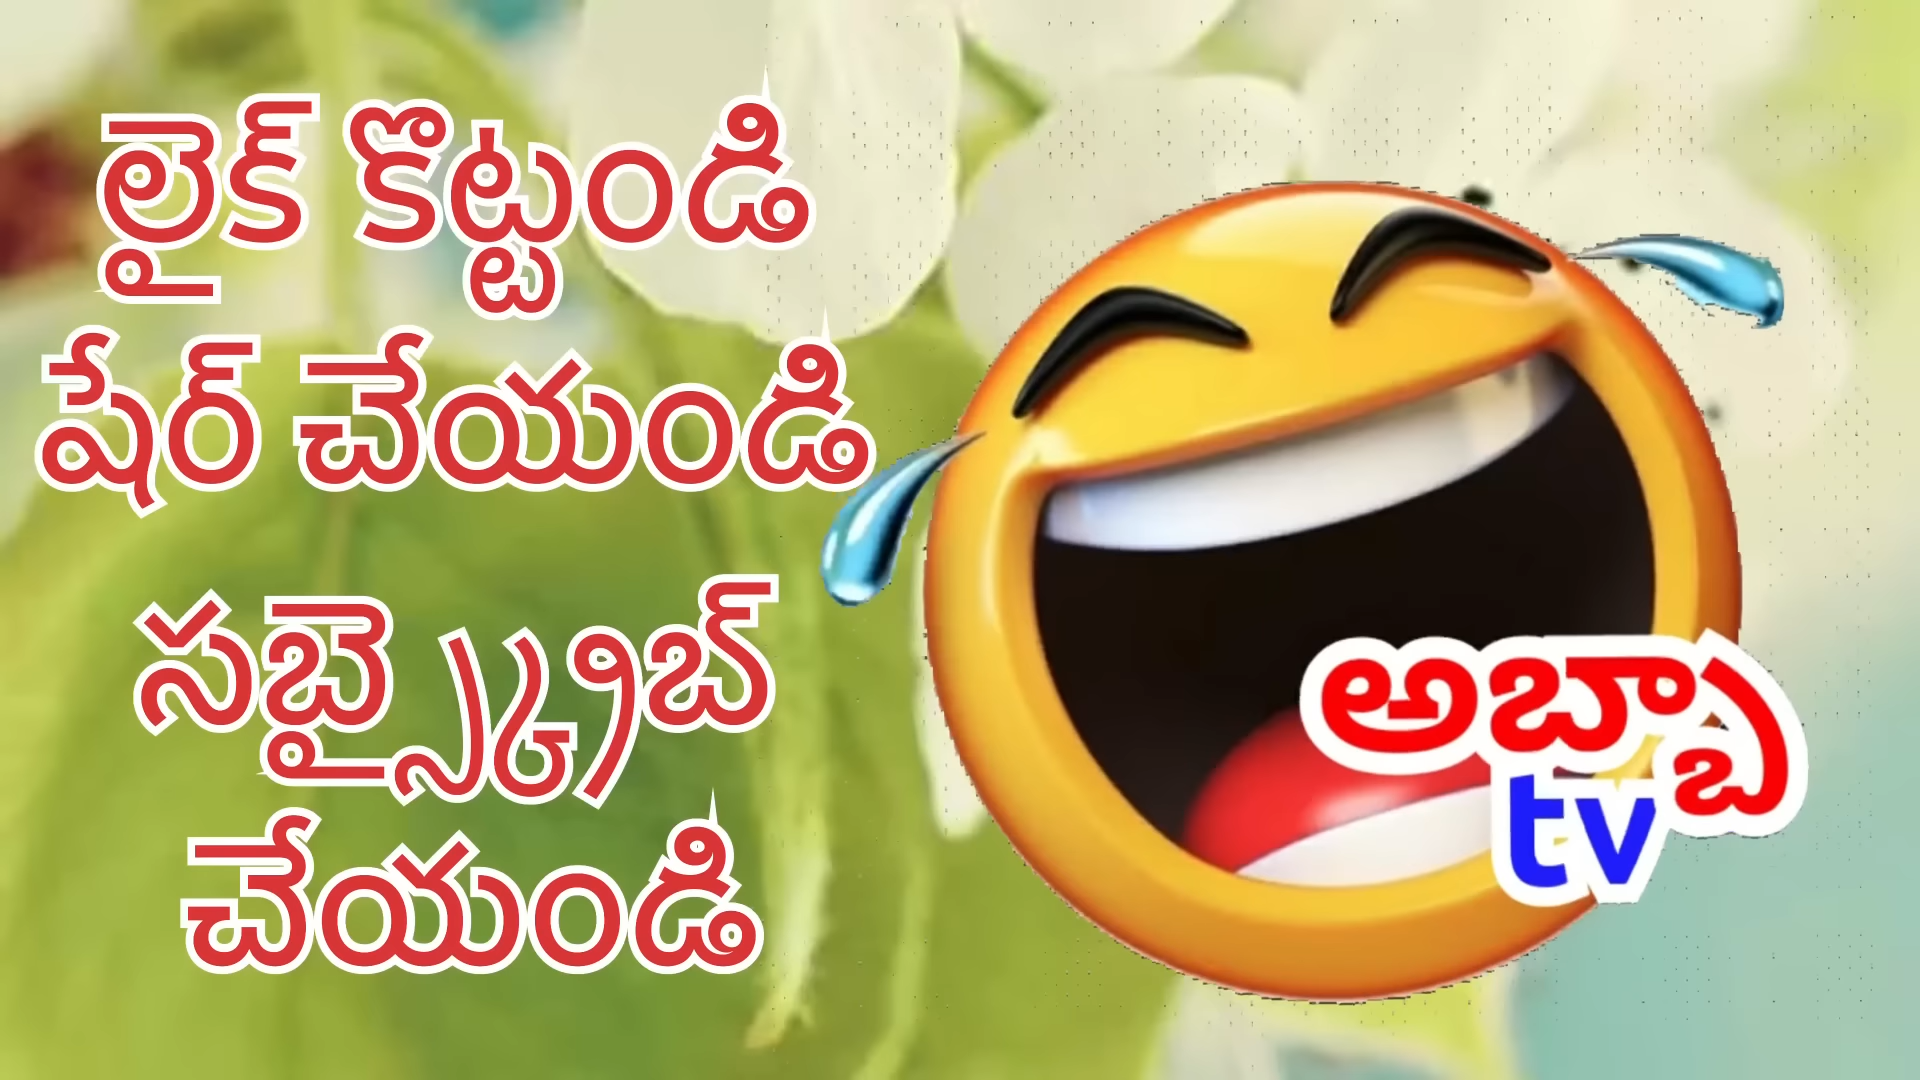 లైక్ కొట్టండి
షేర్ చేయండి
సబ్స్క్రైబ్
చేయండి
అబ్బా
tv